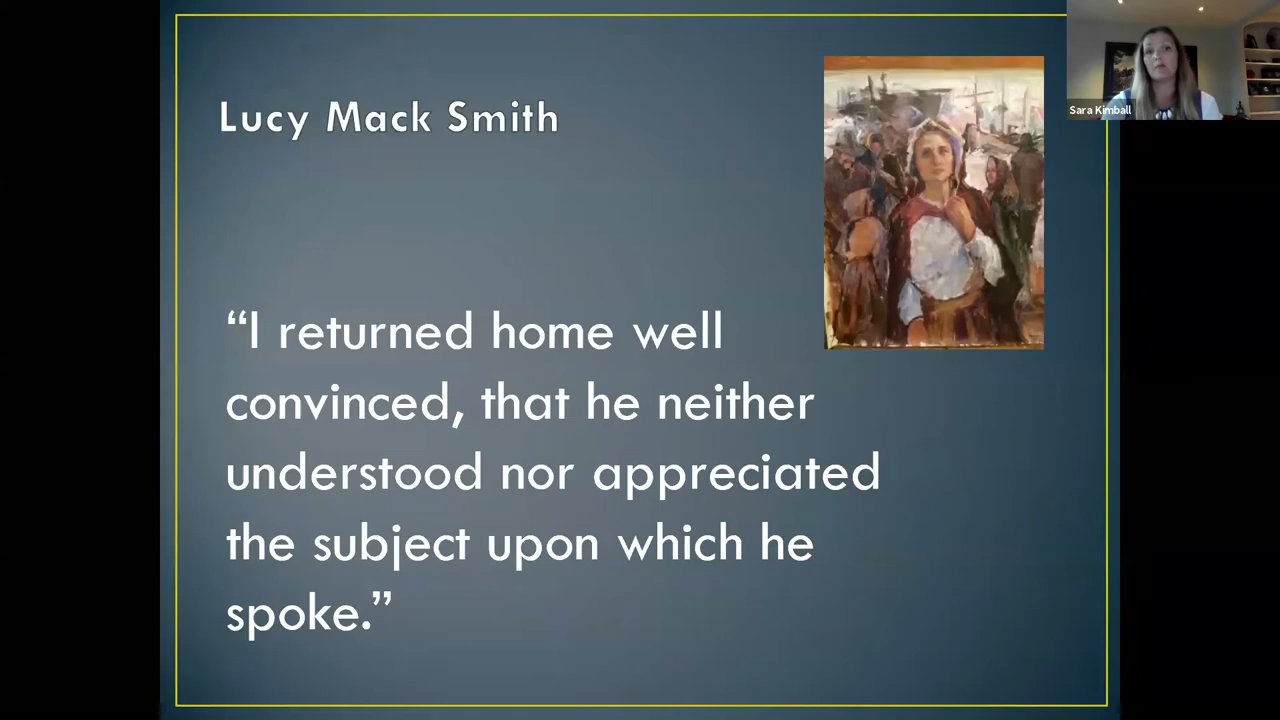 Lucy Mack Smith
Sara Kimball
“I returned home well
convinced, that he neither
understood nor appreciated
the subject upon which he
spoke.”